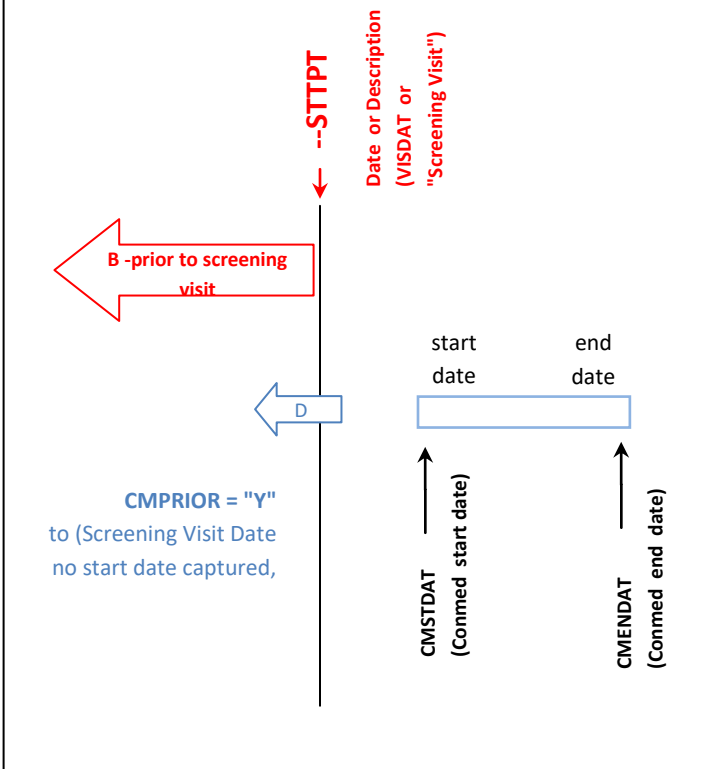 --STTPT
Date or Description
(VISDAT or
"Screening Visit")
B -prior to screening
visit
start
date
end
date
D
CMPRIOR = "Y"
to (Screening Visit Date
no start date captured,
CMSTDAT
(Conmed start date)
CMENDAT
(Conmed end date)